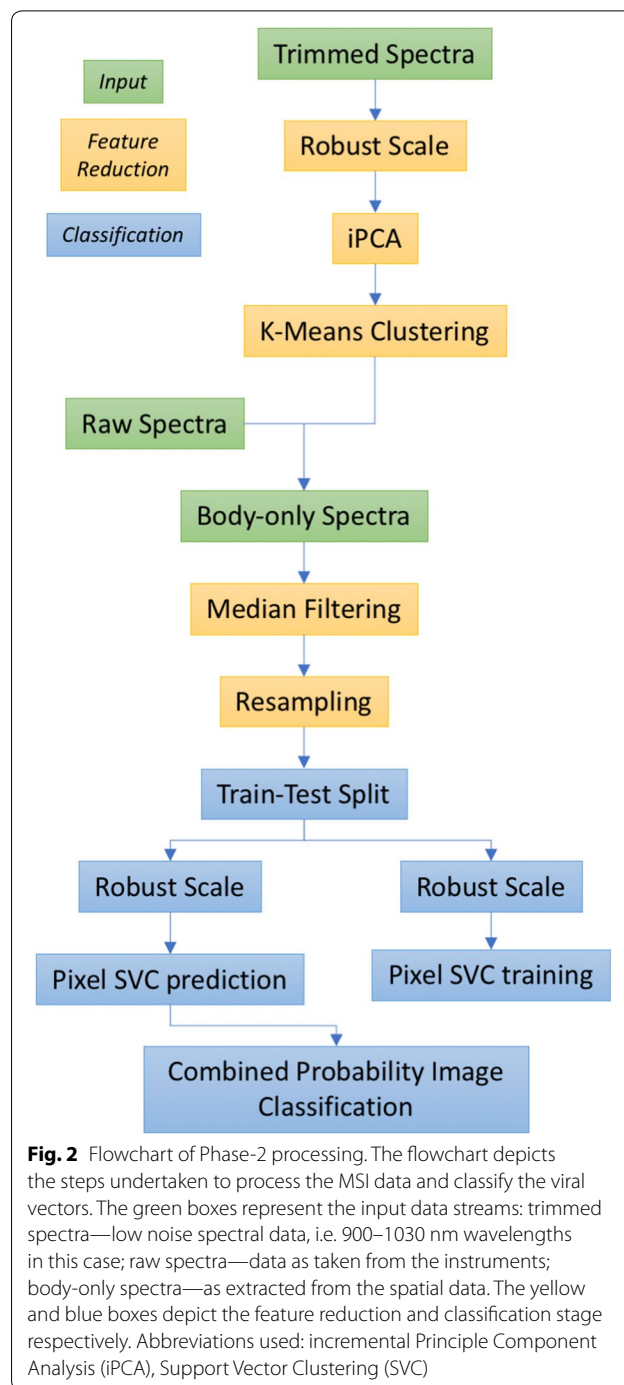 Trimmed Spectra
Input
Feature
Reduction
Robust Scale
Classification
iPCA
K-Means Clustering
Raw Spectra
Body-only Spectra
Median Filtering
Resampling
Train-Test Split
Robust Scale
Robust Scale
Pixel SVC prediction
Pixel SVC training
Combined Probability Image
Classification
Fig. 2 Flowchart of Phase-2 processing. The flowchart depicts
the steps undertaken to process the MSI data and classify the viral
vectors. The green boxes represent the input data streams: trimmed
spectra—low noise spectral data, i.e. 900–1030 nm wavelengths
in this case; raw spectra—data as taken from the instruments;
body-only spectra—as extracted from the spatial data. The yellow
and blue boxes depict the feature reduction and classification stage
respectively. Abbreviations used: incremental Principle Component
Analysis (iPCA), Support Vector Clustering (SVC)